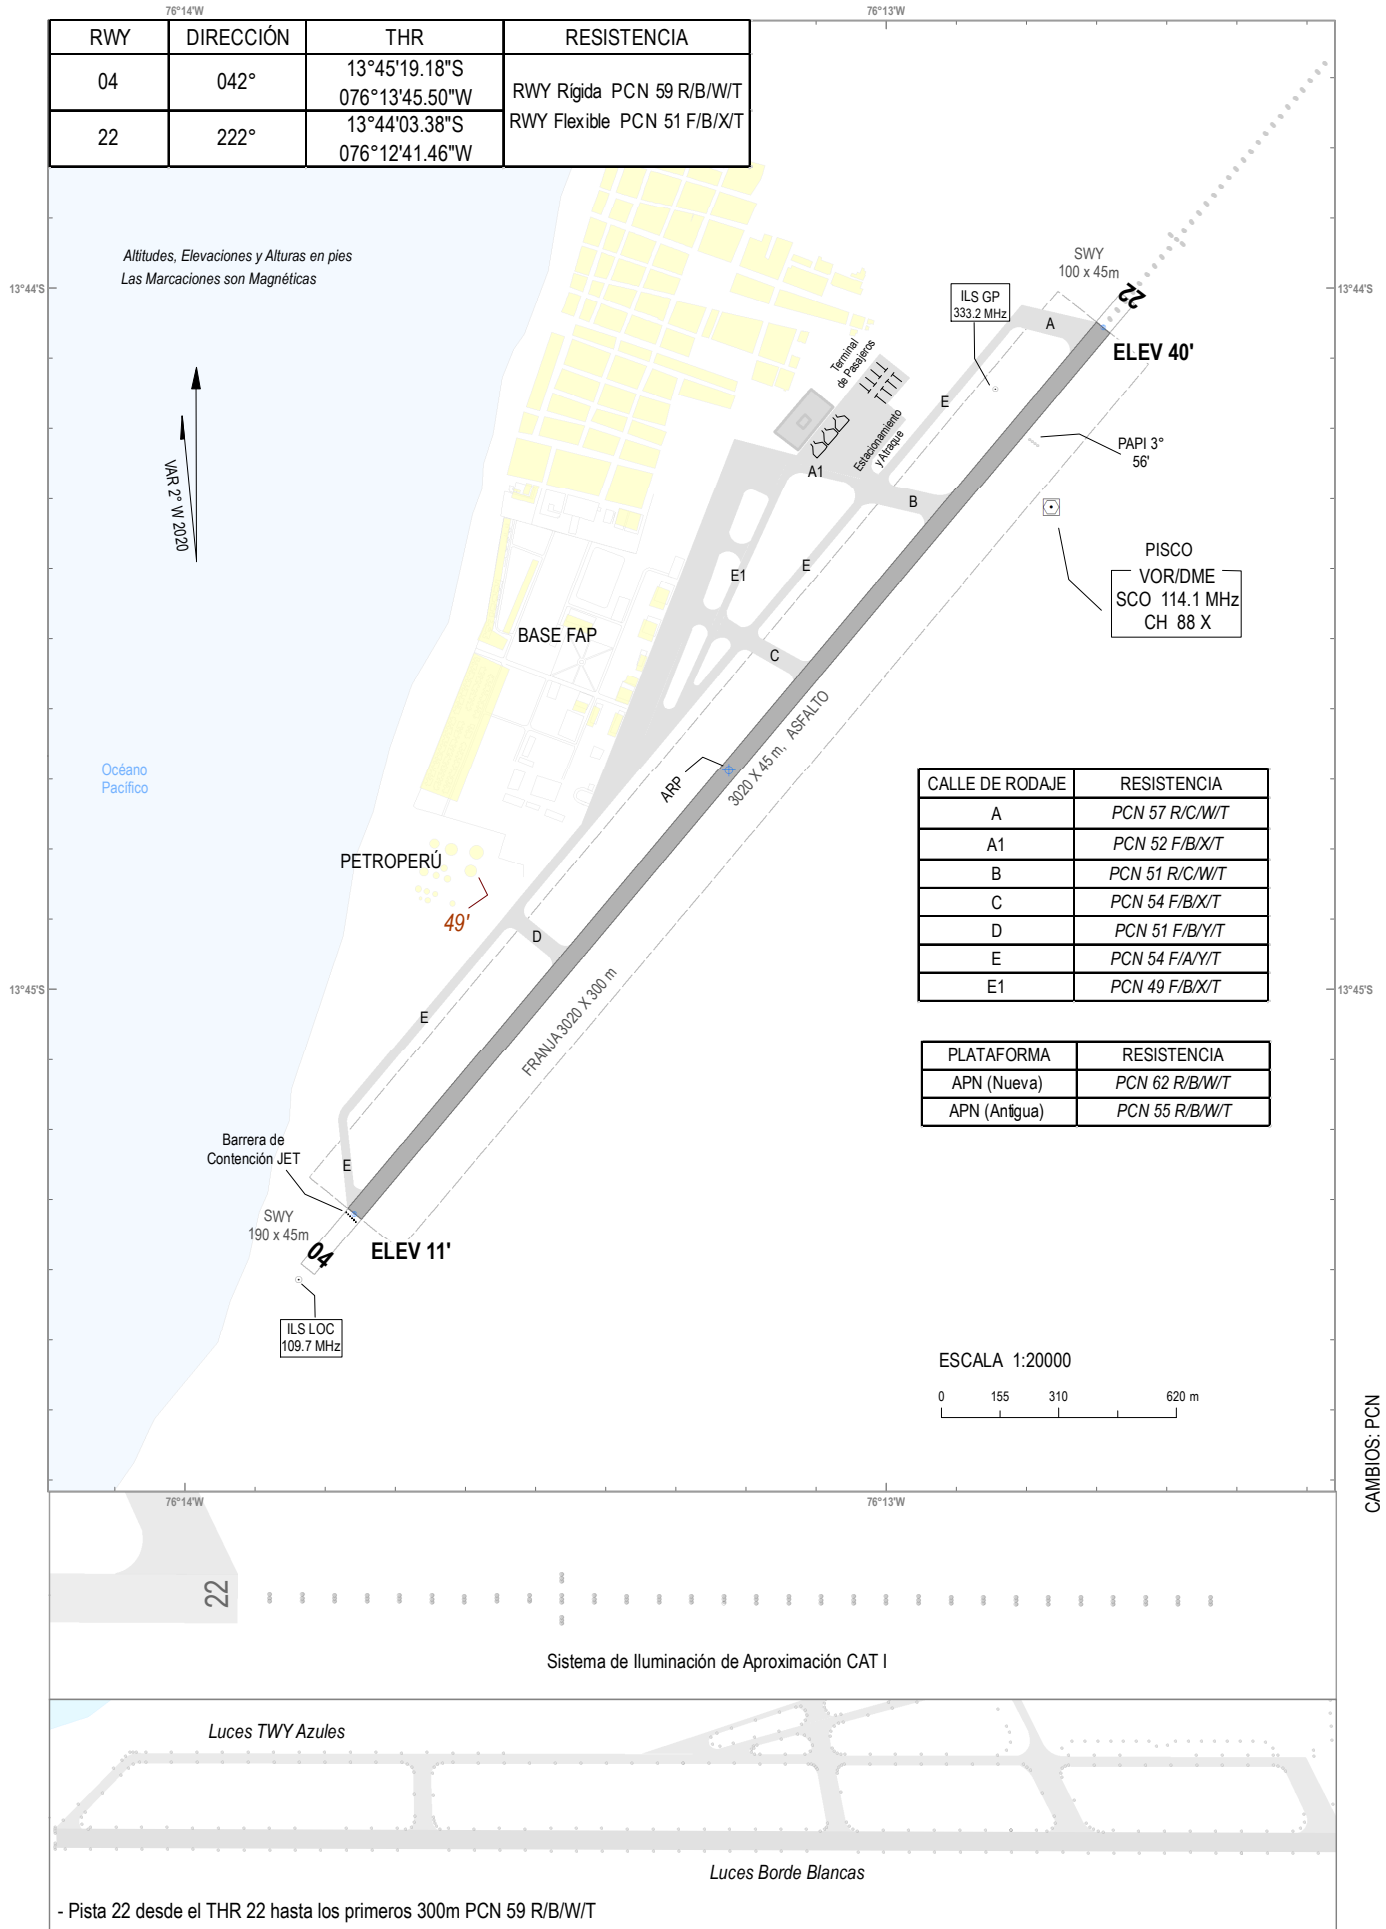 76°14'W
76°13'W
RWY DIRECCIÓN THR RESISTENCIA
04 042° 13°45'19.18"S
076°13'45.50"W
22 222° 13°44'03.38"S
076°12'41.46"W
RWY Rígida PCN 59 R/B/W/T
RWY Flexible PCN 51 F/B/X/T
Altitudes, Elevaciones y Alturas en pies
Las Marcaciones son Magnéticas
13°44'S
13°44'S
SWY
100 x 45m
22
ILS GP
333.2 MHz
A
ELEV 40'
Terminal
de Pasajeros
E
Estacionamiento
y Atraque
A1
B
PAPI 3°
56'
VAR 2° W 2020
PISCO
VOR/DME
SCO 114.1 MHz
CH 88 X
E1
E
BASE FAP
C
3020 X 45 m, ASFALTO
ARP
Océano
Pacífico
PETROPERÚ
49'
D
CALLE DE RODAJE RESISTENCIA
A PCN 57 R/C/W/T
A1 PCN 52 F/B/X/T
B PCN 51 R/C/W/T
C PCN 54 F/B/X/T
D PCN 51 F/B/Y/T
E PCN 54 F/A/Y/T
E1 PCN 49 F/B/X/T
13°45'S
13°45'S
E
FRANJA 3020 X 300 m
PLATAFORMA RESISTENCIA
APN (Nueva) PCN 62 R/B/W/T
APN (Antigua) PCN 55 R/B/W/T
Barrera de
Contención JET
E
SWY
190 x 45m
04
ELEV 11'
ILS LOC
109.7 MHz
ESCALA 1:20000
0 155 310 620 m
CAMBIOS: PCN
76°14'W
76°13'W
22
Sistema de Iluminación de Aproximación CAT I
Luces TWY Azules
Luces Borde Blancas
- Pista 22 desde el THR 22 hasta los primeros 300m PCN 59 R/B/W/T